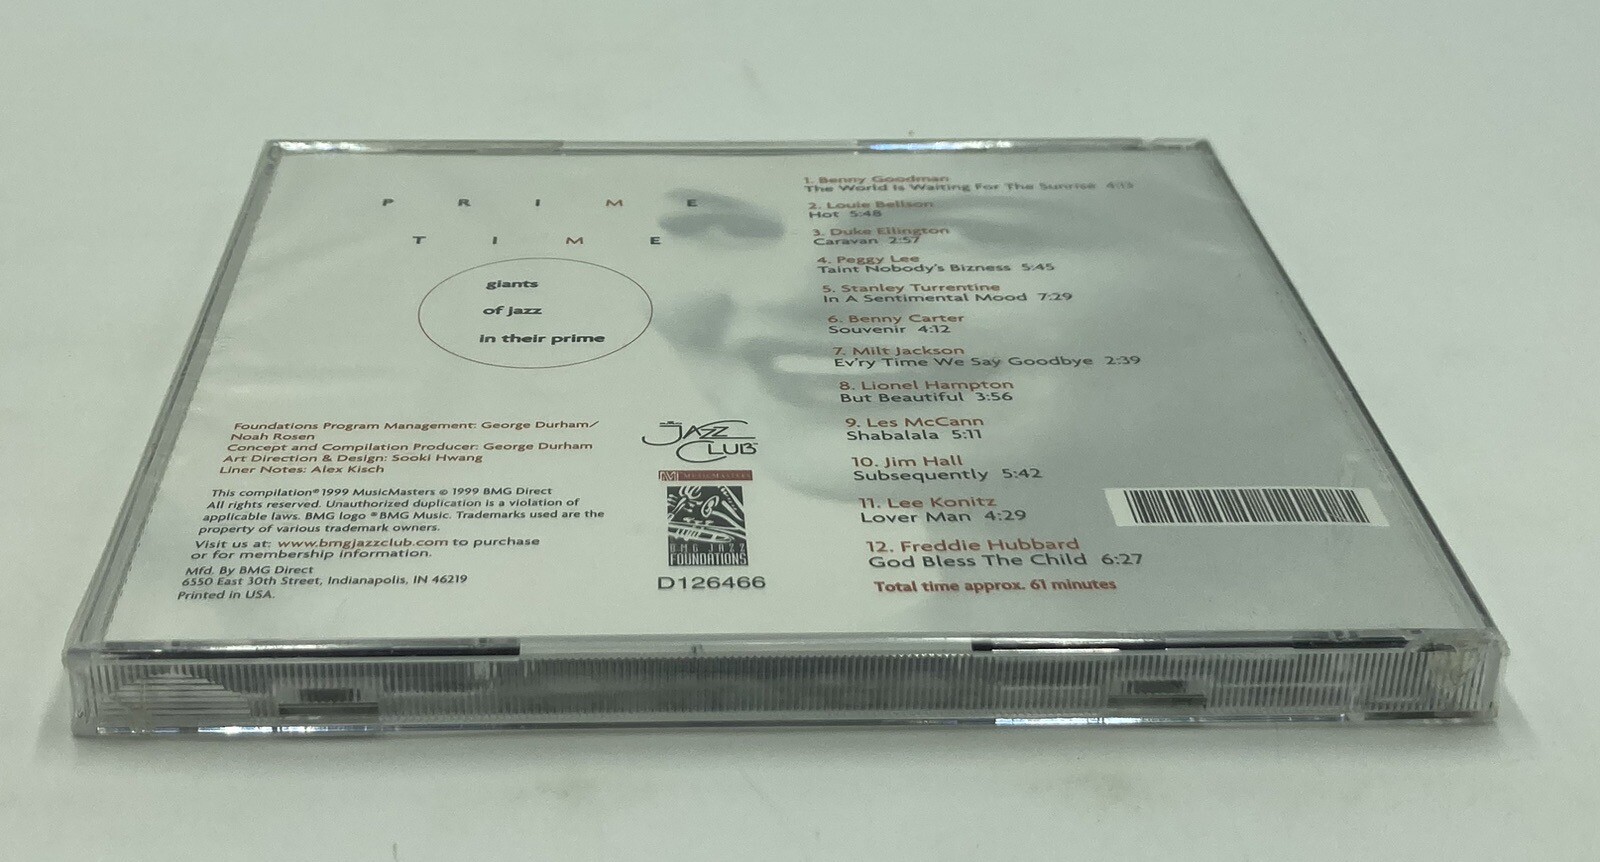 PRIME
TIME
giants
of jazz
in their prime
Foundations Program Management: George Durham/
Noah Rosen
Concept and Compilation Producer: George Durham
Art Direction & Design: Sooki Hwang
Liner Notes: Alex Kisch
This compilation ℗ 1999 MusicMasters © 1999 BMG Direct
All rights reserved. Unauthorized duplication is a violation of
applicable laws. BMG logo ® BMG Music. Trademarks used are the
property of various trademark owners.
Visit us at: www.bmgjazzclub.com to purchase
or for membership information.
Mfd. By BMG Direct
6550 East 30th Street, Indianapolis, IN 46219
Printed in USA.
JAZZ
CLUB
MUSICMASTERS
BMG JAZZ
FOUNDATIONS
D126466
1. Benny Goodman
The World Is Waiting For The Sunrise 4:13
2. Louie Bellson
Hot 5:48
3. Duke Ellington
Caravan 2:57
4. Peggy Lee
Taint Nobody's Bizness 5:45
5. Stanley Turrentine
In A Sentimental Mood 7:29
6. Benny Carter
Souvenir 4:12
7. Milt Jackson
Ev'ry Time We Say Goodbye 2:39
8. Lionel Hampton
But Beautiful 3:56
9. Les McCann
Shabalala 5:11
10. Jim Hall
Subsequently 5:42
11. Lee Konitz
Lover Man 4:29
12. Freddie Hubbard
God Bless The Child 6:27
Total time approx. 61 minutes